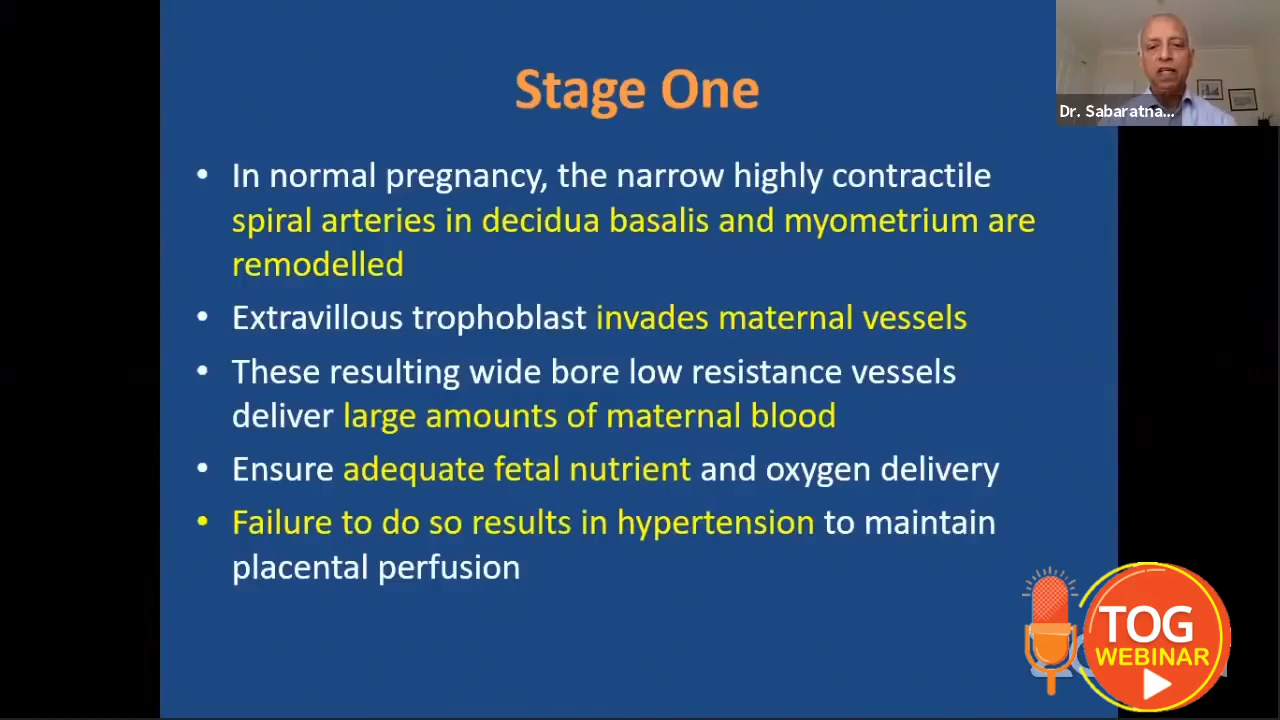 Stage One
Dr. Sabaratna...
• In normal pregnancy, the narrow highly contractile
spiral arteries in decidua basalis and myometrium are
remodelled
• Extravillous trophoblast invades maternal vessels
• These resulting wide bore low resistance vessels
deliver large amounts of maternal blood
• Ensure adequate fetal nutrient and oxygen delivery
• Failure to do so results in hypertension to maintain
placental perfusion
TOG
WEBINAR